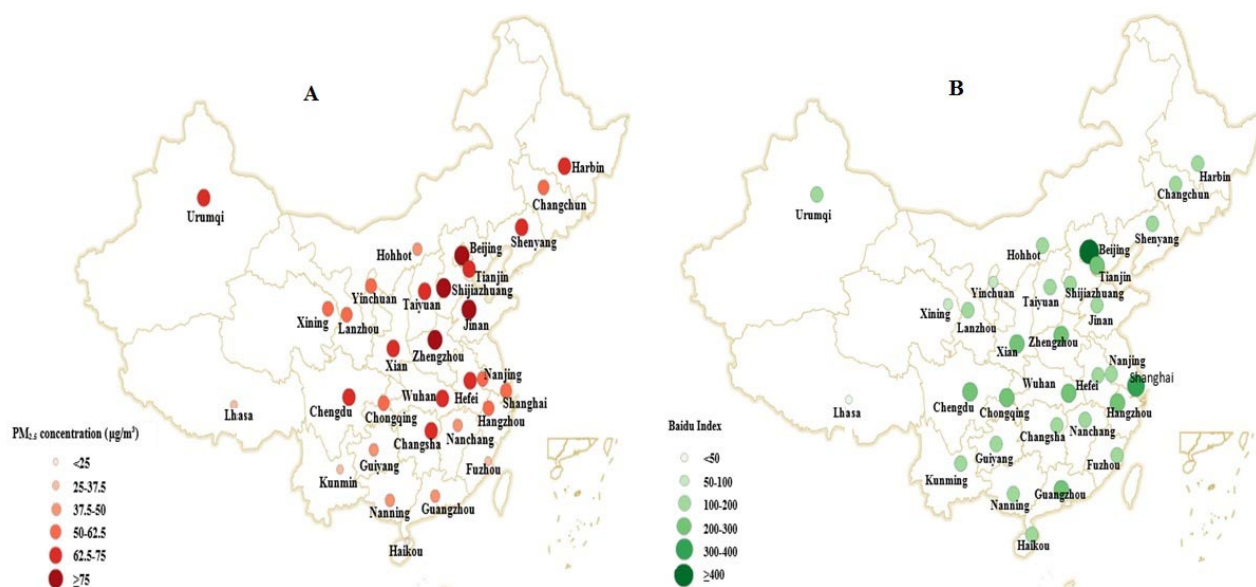 A
Harbin
Changchun
Urumqi
Shenyang
Hohhot
Beijing
Tianjin
Yinchuan
Shijiazhuang
Taiyuan
Xining
Lanzhou
Jinan
Zhengzhou
Xian
Nanjing
Wuhan
Hefei
Shanghai
Lhasa
Chengdu
Chongqing
Hangzhou
Changsha
Nanchang
Guiyang
Fuzhou
Kunmin
Nanning
Guangzhou
Haikou
PM2.5 concentration (μg/m³)
<25
25-37.5
37.5-50
50-62.5
62.5-75
≥75
B
Harbin
Changchun
Urumqi
Shenyang
Hohhot
Beijing
Tianjin
Yinchuan
Shijiazhuang
Taiyuan
Xining
Lanzhou
Jinan
Zhengzhou
Xian
Nanjing
Wuhan
Hefei
Shanghai
Lhasa
Chengdu
Chongqing
Hangzhou
Changsha
Nanchang
Guiyang
Fuzhou
Kunming
Nanning
Guangzhou
Haikou
Baidu Index
<50
50-100
100-200
200-300
300-400
≥400